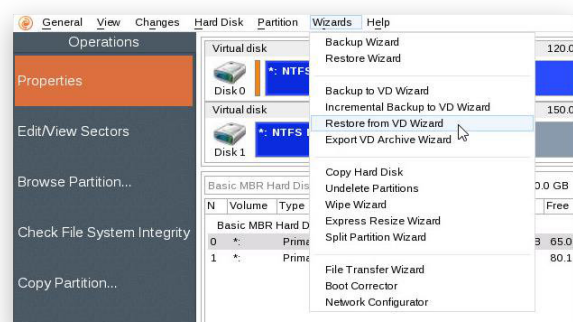 General View Changes Hard Disk Partition Wizards Help
Operations
Properties
Edit/View Sectors
Browse Partition...
Check File System Integrity
Copy Partition...
Virtual disk
120.0
*: NTFS
Disk 0
Virtual disk
150.0
*: NTFS
Disk 1
Basic MBR Hard Dis
0.0 GB
N Volume Type
Free
Basic MBR Hard D
0 *: Prima
B 65.0
1 *: Prima
80.1
Backup Wizard
Restore Wizard
Backup to VD Wizard
Incremental Backup to VD Wizard
Restore from VD Wizard
Export VD Archive Wizard
Copy Hard Disk
Undelete Partitions
Wipe Wizard
Express Resize Wizard
Split Partition Wizard
File Transfer Wizard
Boot Corrector
Network Configurator